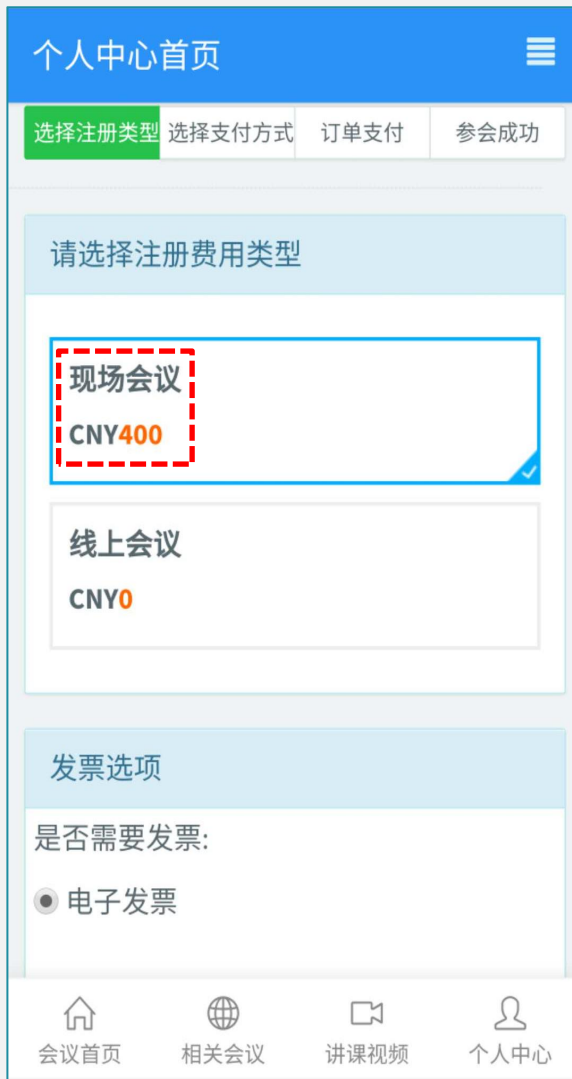 个人中心首页
选择注册类型 选择支付方式 订单支付 参会成功
请选择注册费用类型
现场会议
CNY400
线上会议
CNY0
发票选项
是否需要发票:
电子发票
会议首页 相关会议 讲课视频 个人中心